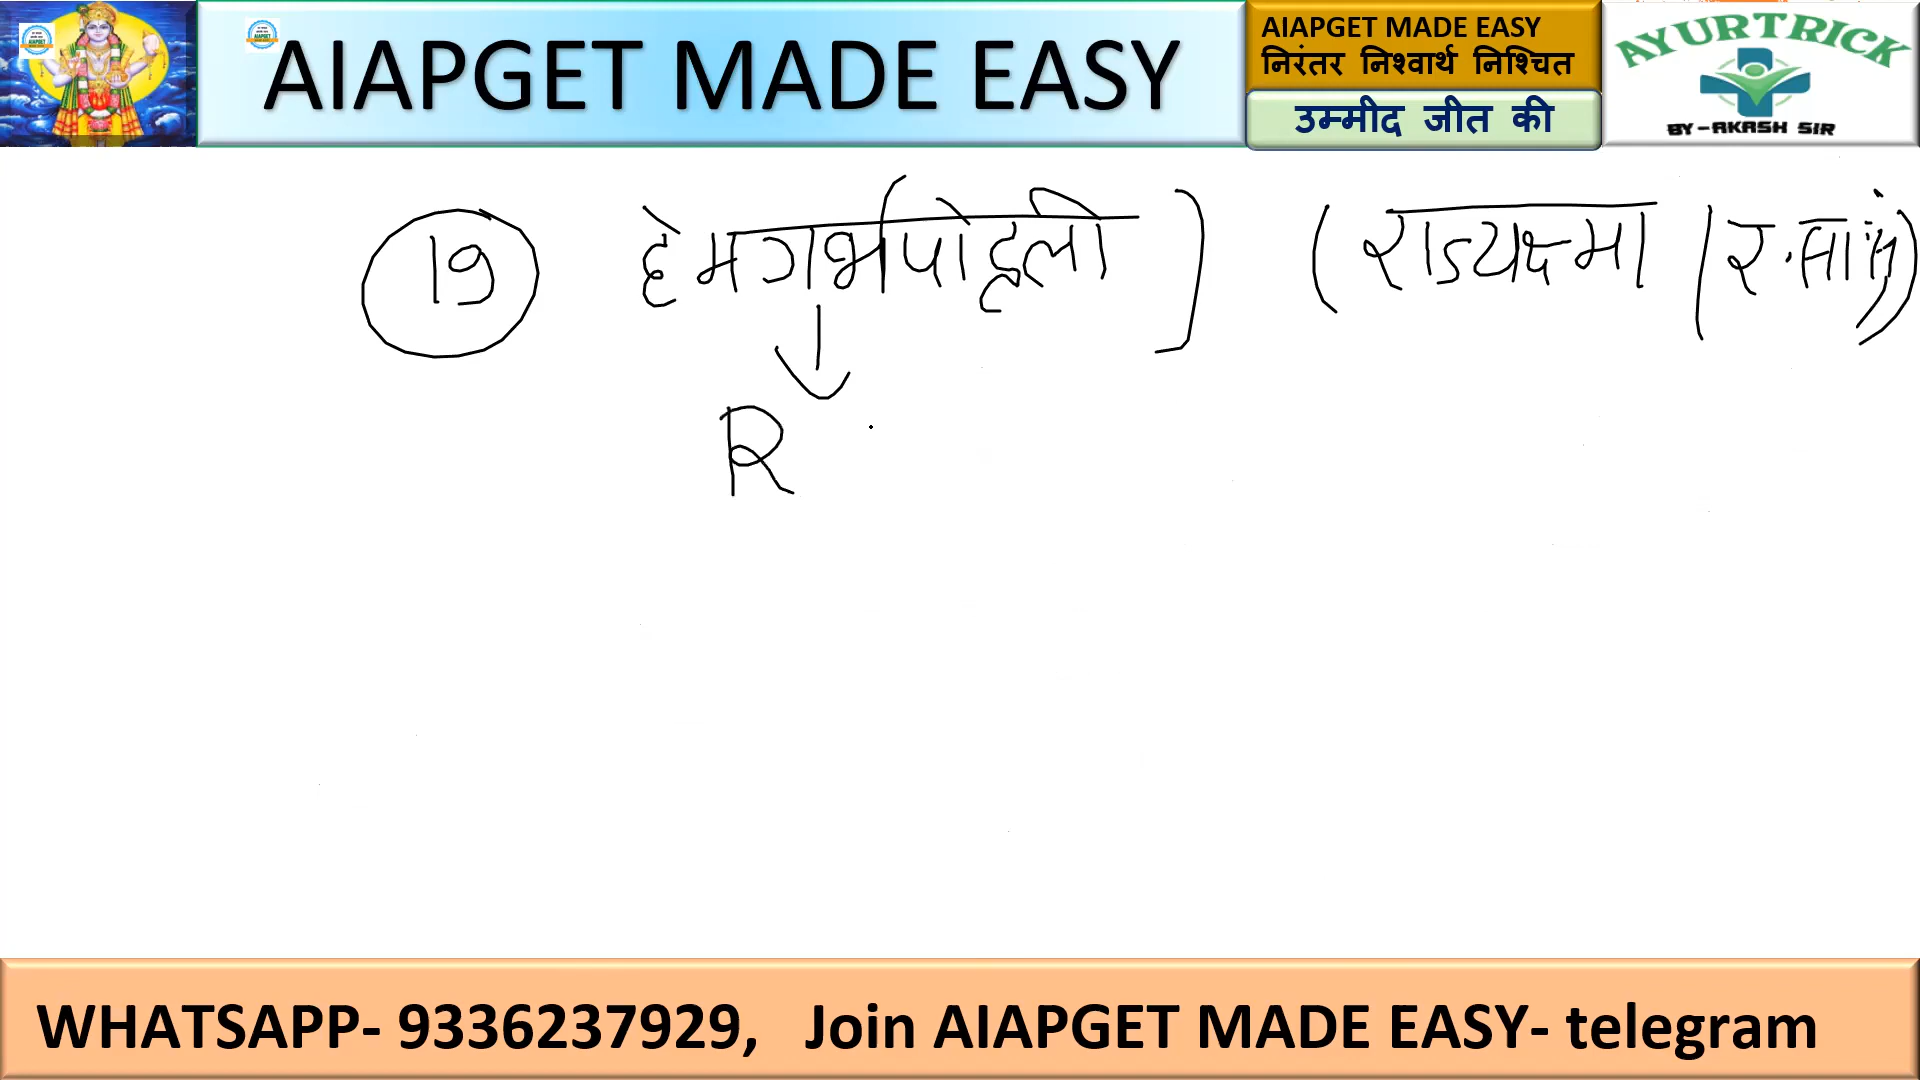 AIAPGET MADE EASY
AIAPGET MADE EASY
निरंतर निश्वार्थ निश्चित
उम्मीद जीत की
AYURTRICK
BY-AKASH SIR
19 हेमगर्भपोट्टली (राजयक्ष्मा / र. सा. सं)
R
WHATSAPP- 9336237929, Join AIAPGET MADE EASY- telegram